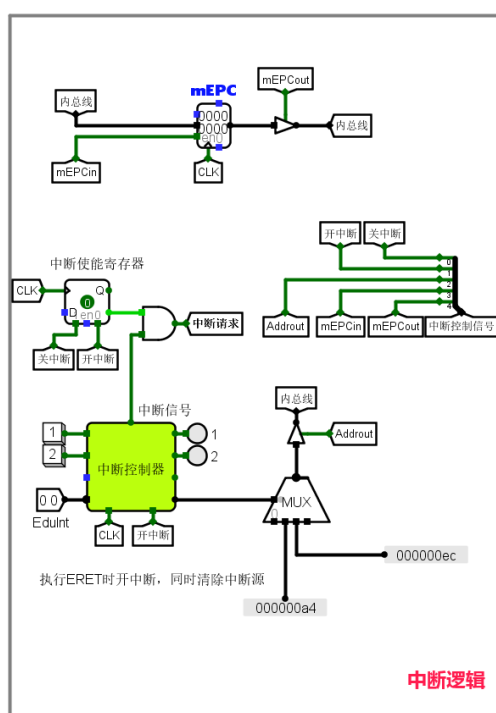 mEPC
mEPCout
内总线
0000
0000
en0
内总线
mEPCin
CLK
中断使能寄存器
开中断
关中断
CLK
Q
D
0
en0
中断请求
0
1
2
3
4
关中断
开中断
Addrout
mEPCin
mEPCout
中断控制信号
中断信号
内总线
1
1
2
2
中断控制器
Addrout
0 0
MUX
0
EduInt
CLK
开中断
000000ec
执行ERET时开中断，同时清除中断源
000000a4
中断逻辑